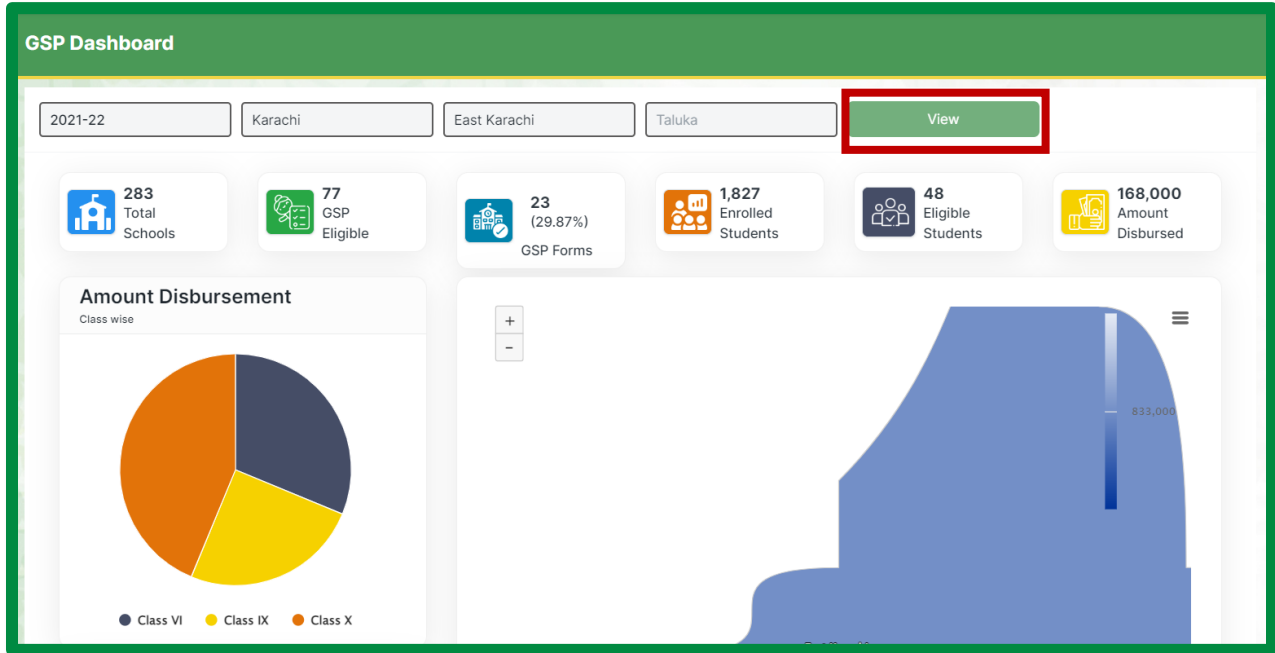 GSP Dashboard
2021-22
Karachi
East Karachi
Taluka
View
283
Total
Schools
77
GSP
Eligible
23
(29.87%)
GSP Forms
1,827
Enrolled
Students
48
Eligible
Students
168,000
Amount
Disbursed
Amount Disbursement
Class wise
Class VI
Class IX
Class X
+
-
833,000